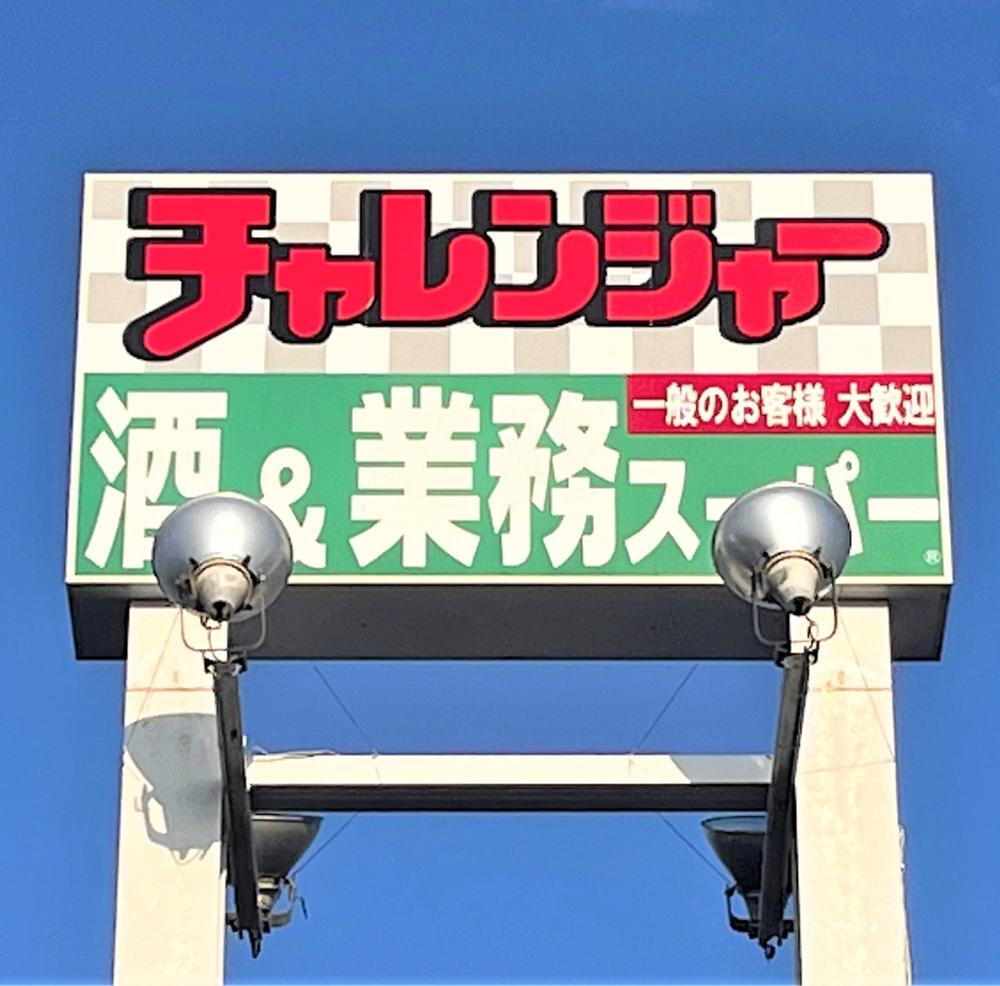 チャレンジャー
一般のお客様 大歓迎
酒&業務スーパー®